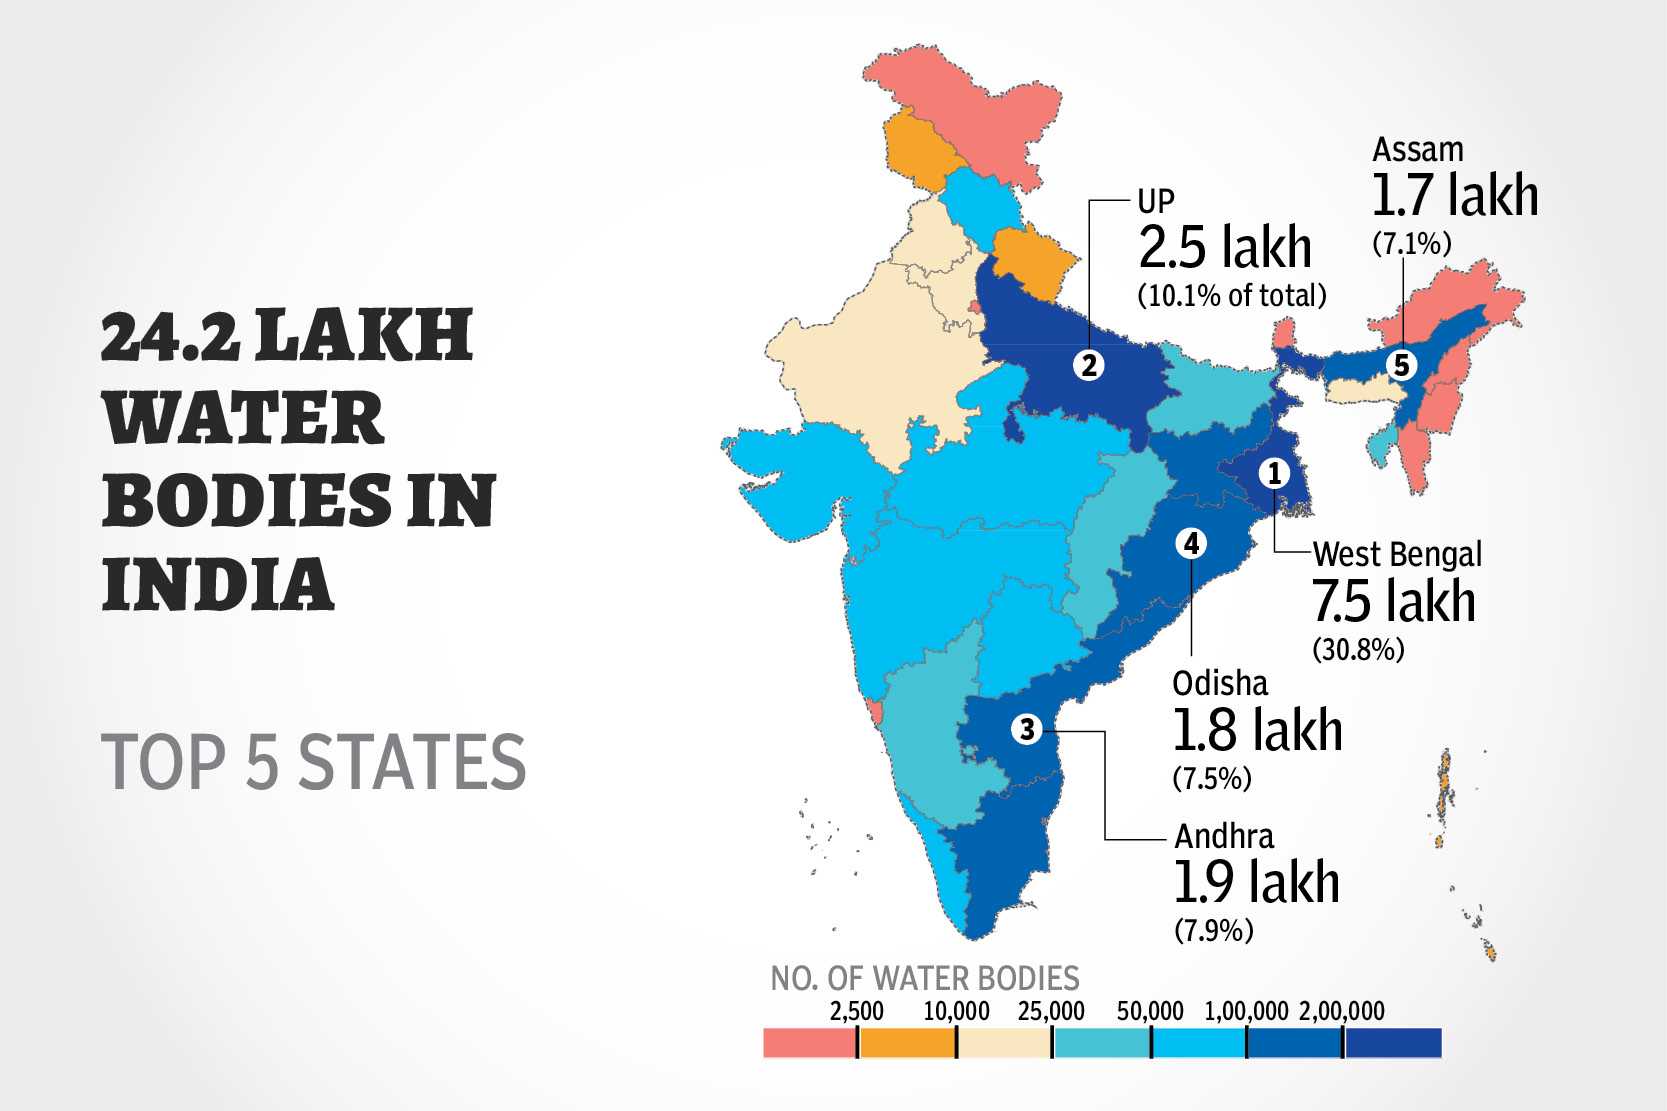 24.2 LAKH
WATER
BODIES IN
INDIA
TOP 5 STATES
Assam
1.7 lakh
(7.1%)
UP
2.5 lakh
(10.1% of total)
2
5
1
4
3
West Bengal
7.5 lakh
(30.8%)
Odisha
1.8 lakh
(7.5%)
Andhra
1.9 lakh
(7.9%)
NO. OF WATER BODIES
2,500 10,000 25,000 50,000 1,00,000 2,00,000